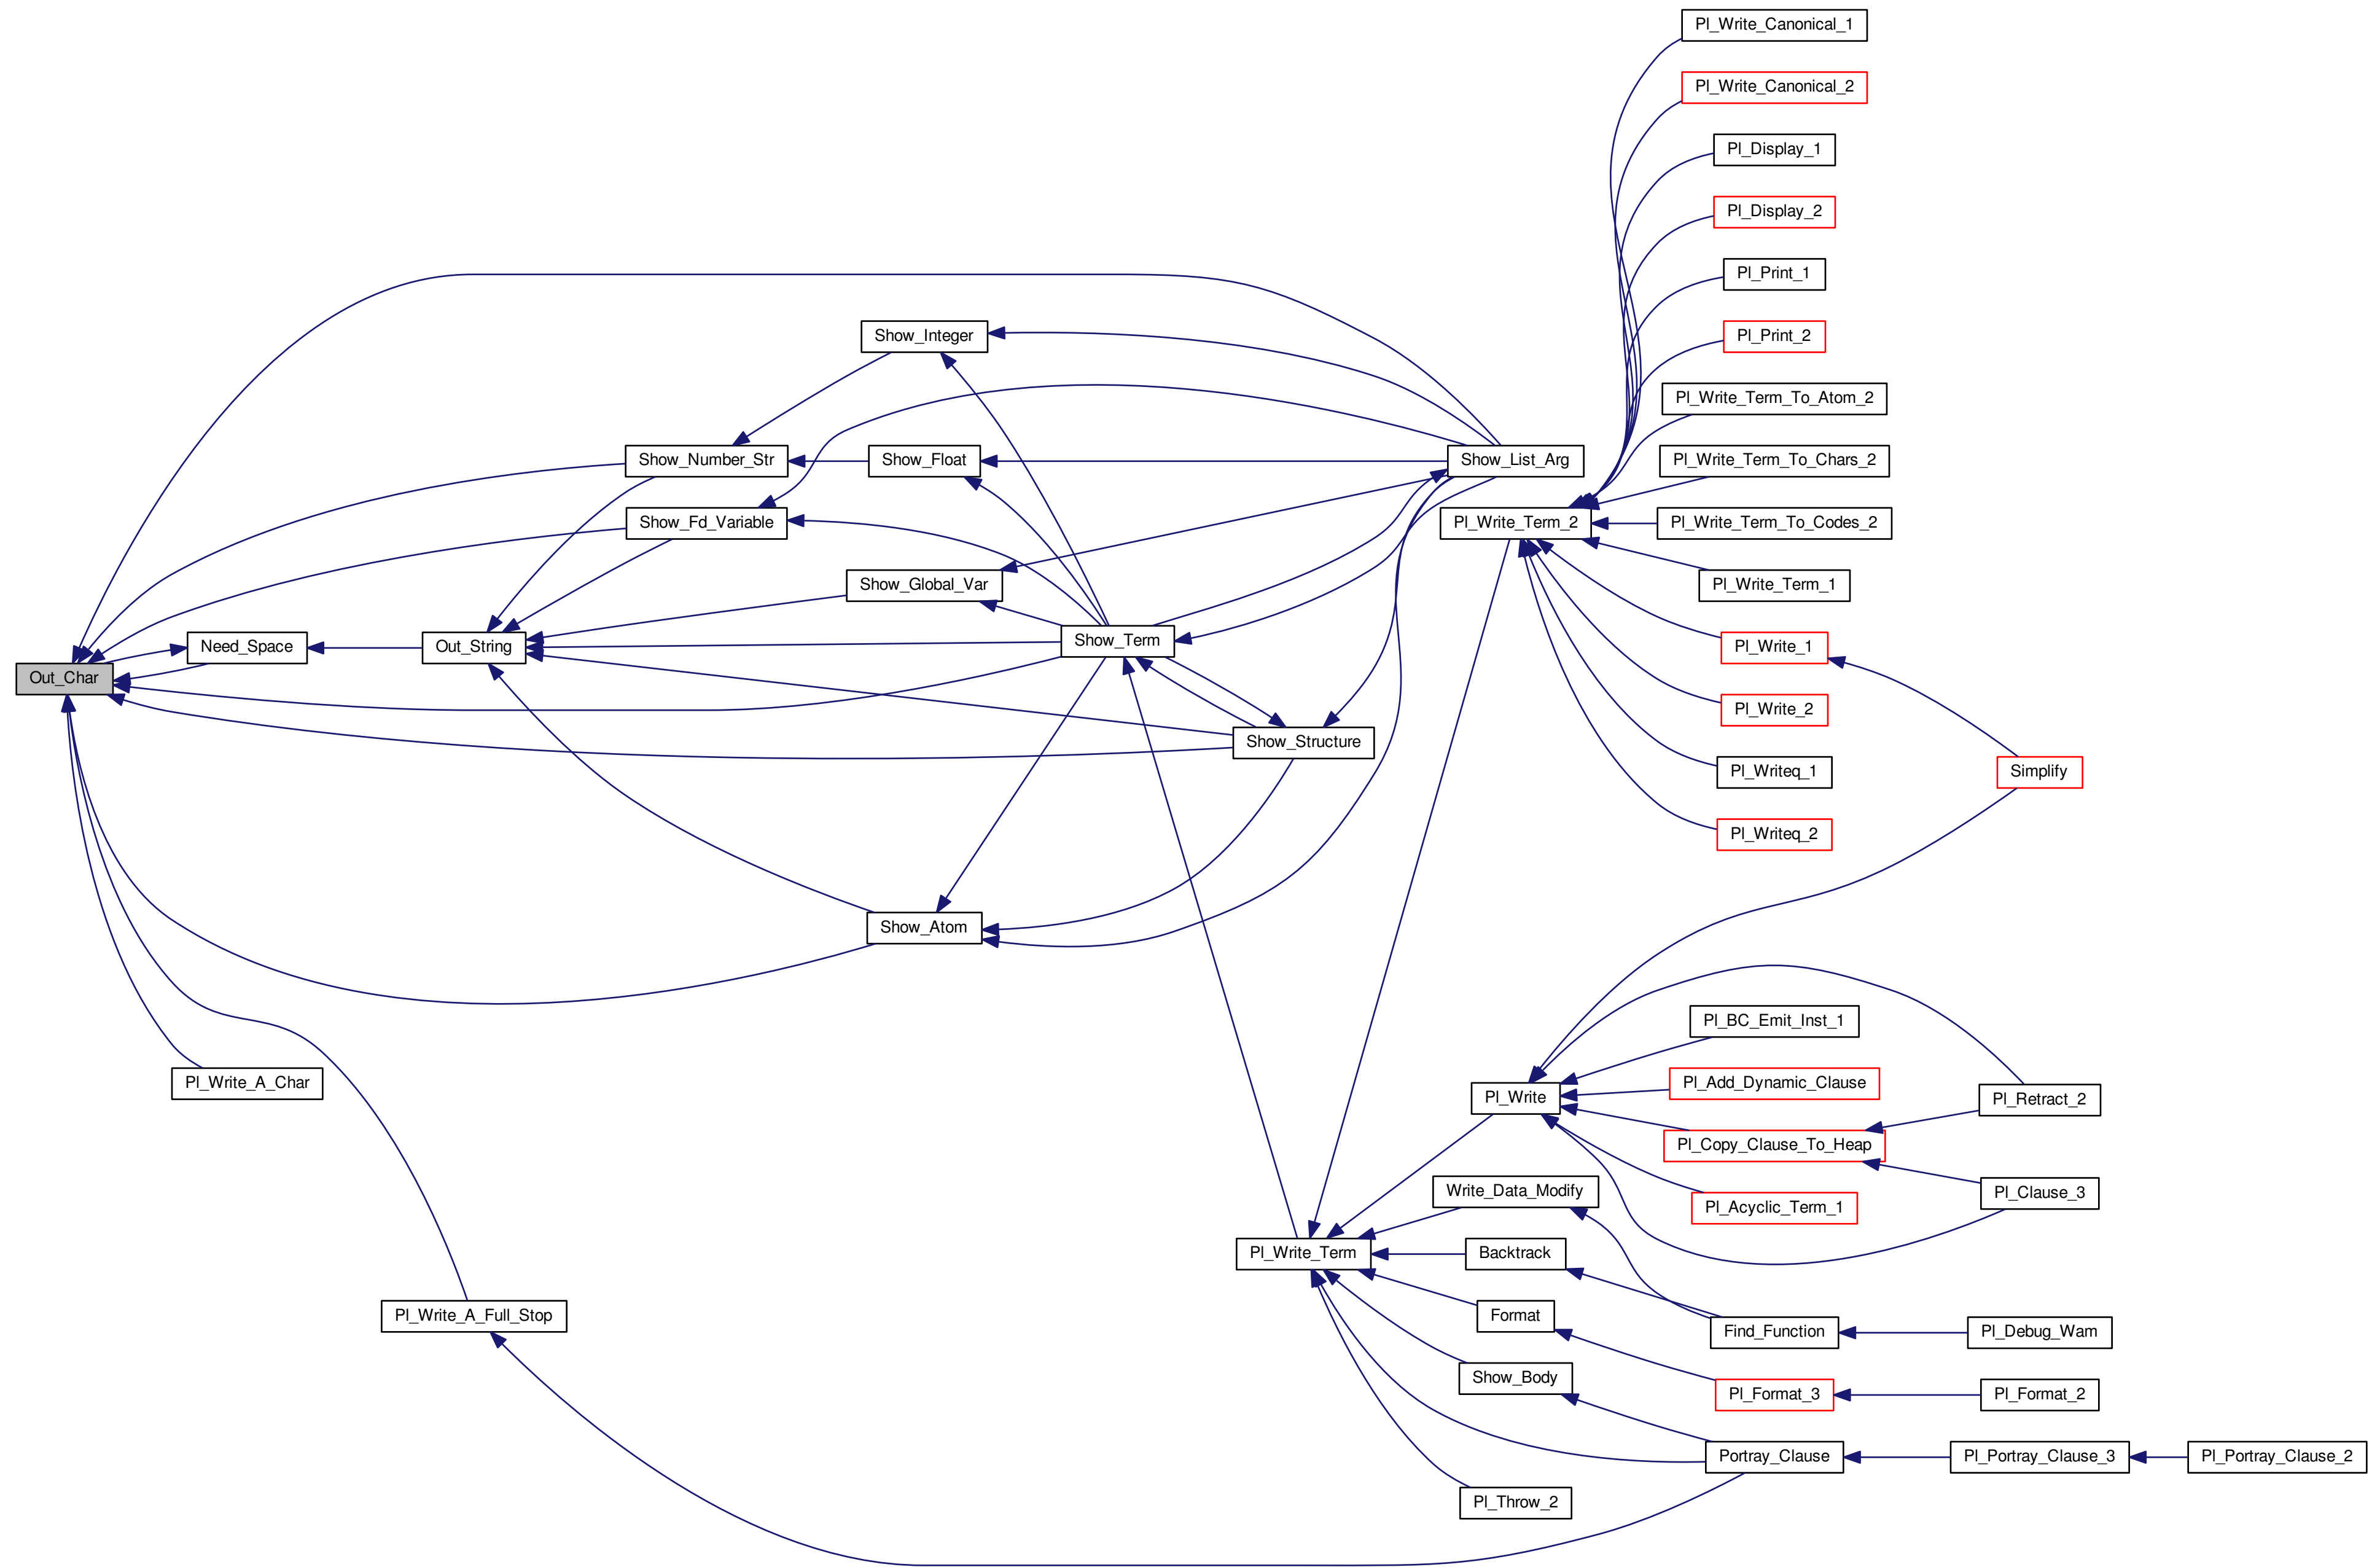 Pl_Write_Canonical_1
Pl_Write_Canonical_2
Pl_Display_1
Pl_Display_2
Pl_Print_1
Pl_Print_2
Show_Integer
Pl_Write_Term_To_Atom_2
Show_Number_Str
Show_Float
Show_List_Arg
Pl_Write_Term_To_Chars_2
Show_Fd_Variable
Pl_Write_Term_2
Pl_Write_Term_To_Codes_2
Show_Global_Var
Pl_Write_Term_1
Need_Space
Out_String
Show_Term
Pl_Write_1
Out_Char
Pl_Write_2
Show_Structure
Pl_Writeq_1
Simplify
Pl_Writeq_2
Show_Atom
Pl_BC_Emit_Inst_1
Pl_Write_A_Char
Pl_Add_Dynamic_Clause
Pl_Write
Pl_Retract_2
Pl_Copy_Clause_To_Heap
Write_Data_Modify
Pl_Clause_3
Pl_Acyclic_Term_1
Pl_Write_Term
Backtrack
Pl_Write_A_Full_Stop
Format
Find_Function
Pl_Debug_Wam
Show_Body
Pl_Format_3
Pl_Format_2
Portray_Clause
Pl_Portray_Clause_3
Pl_Portray_Clause_2
Pl_Throw_2